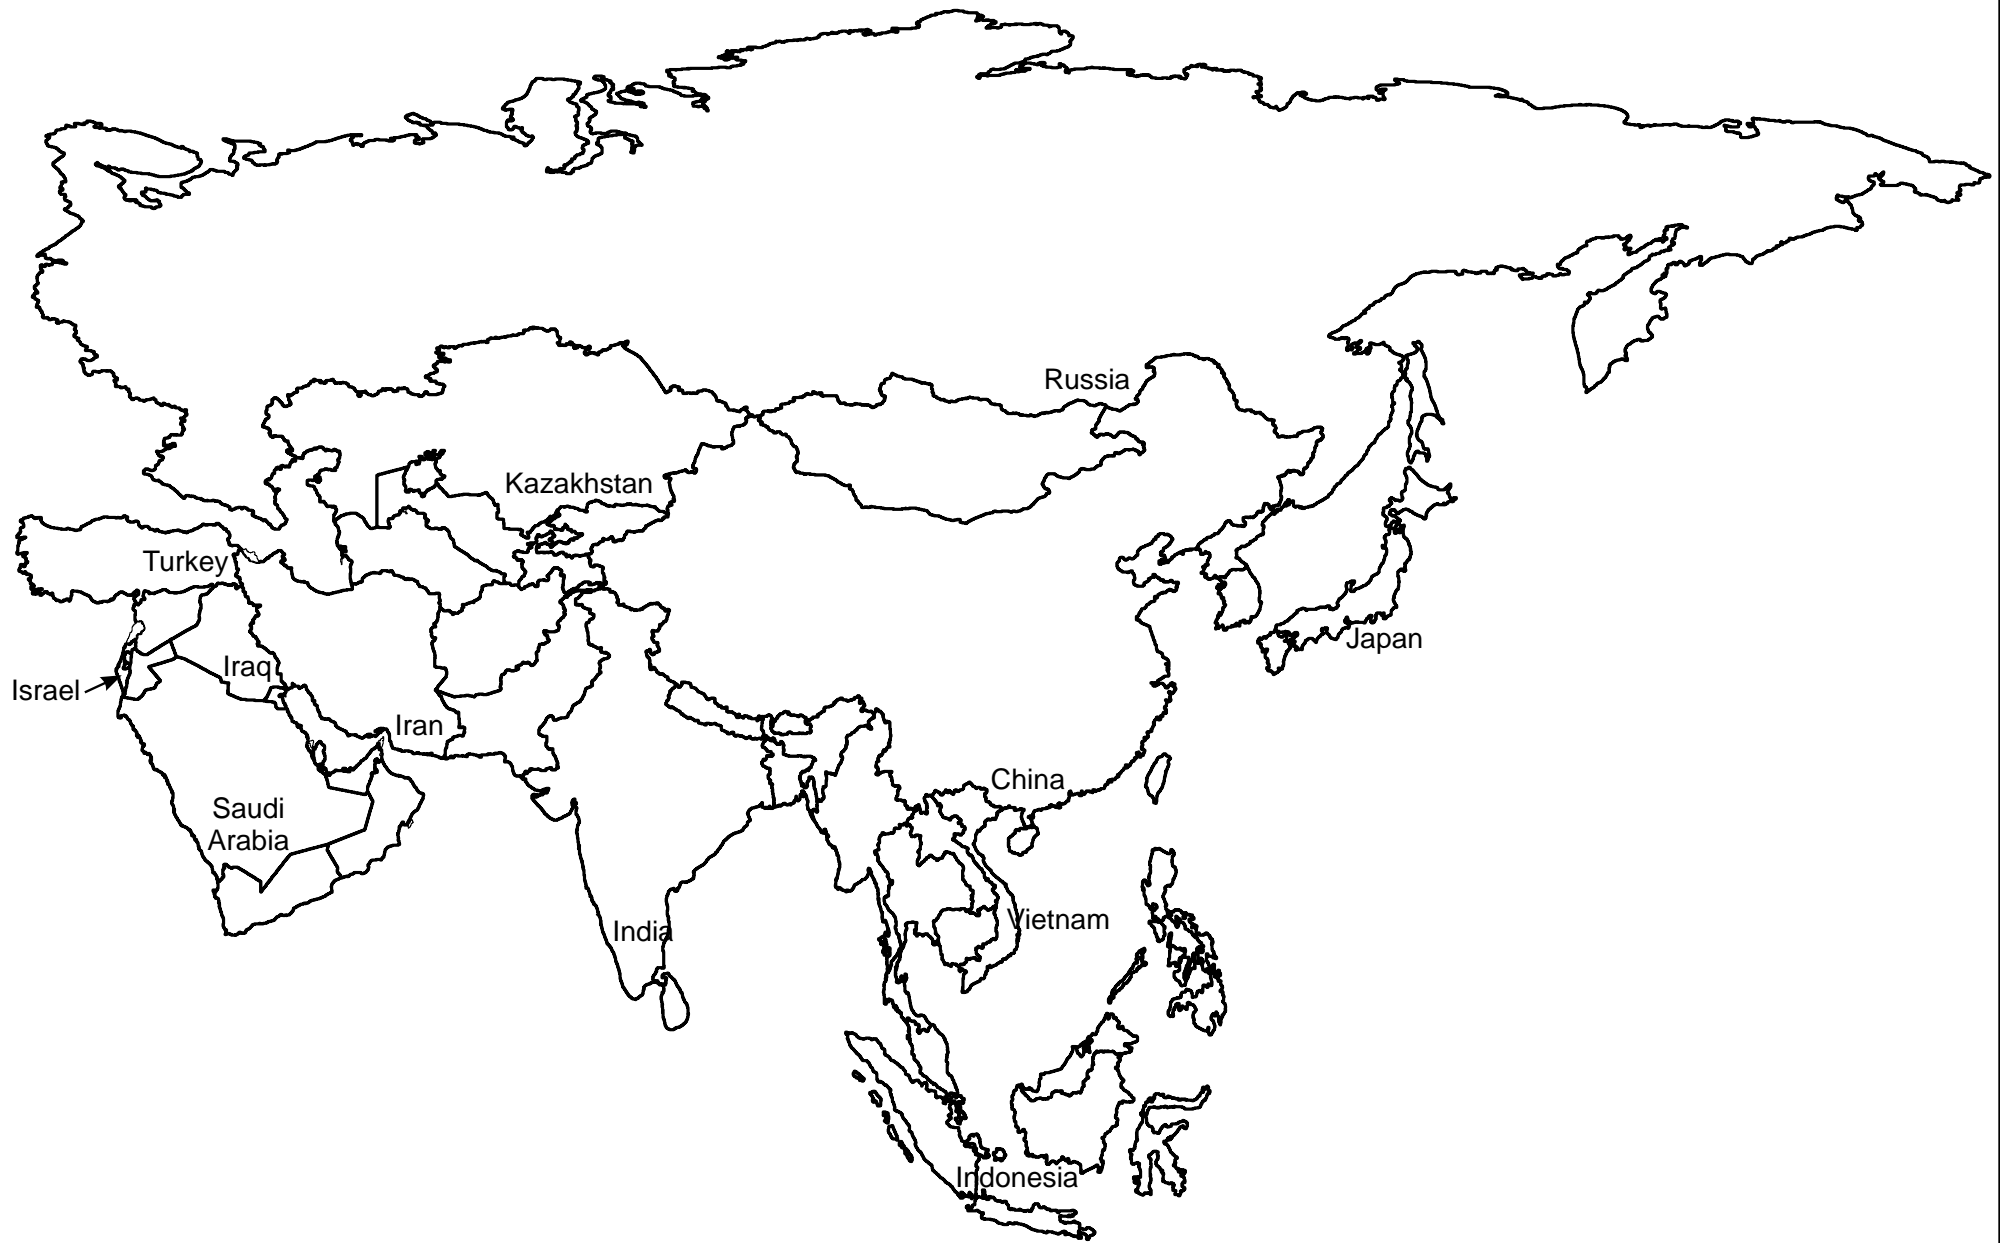 Russia
Kazakhstan
Turkey
Japan
Iraq
Israel
Iran
China
Saudi
Arabia
Vietnam
India
Indonesia